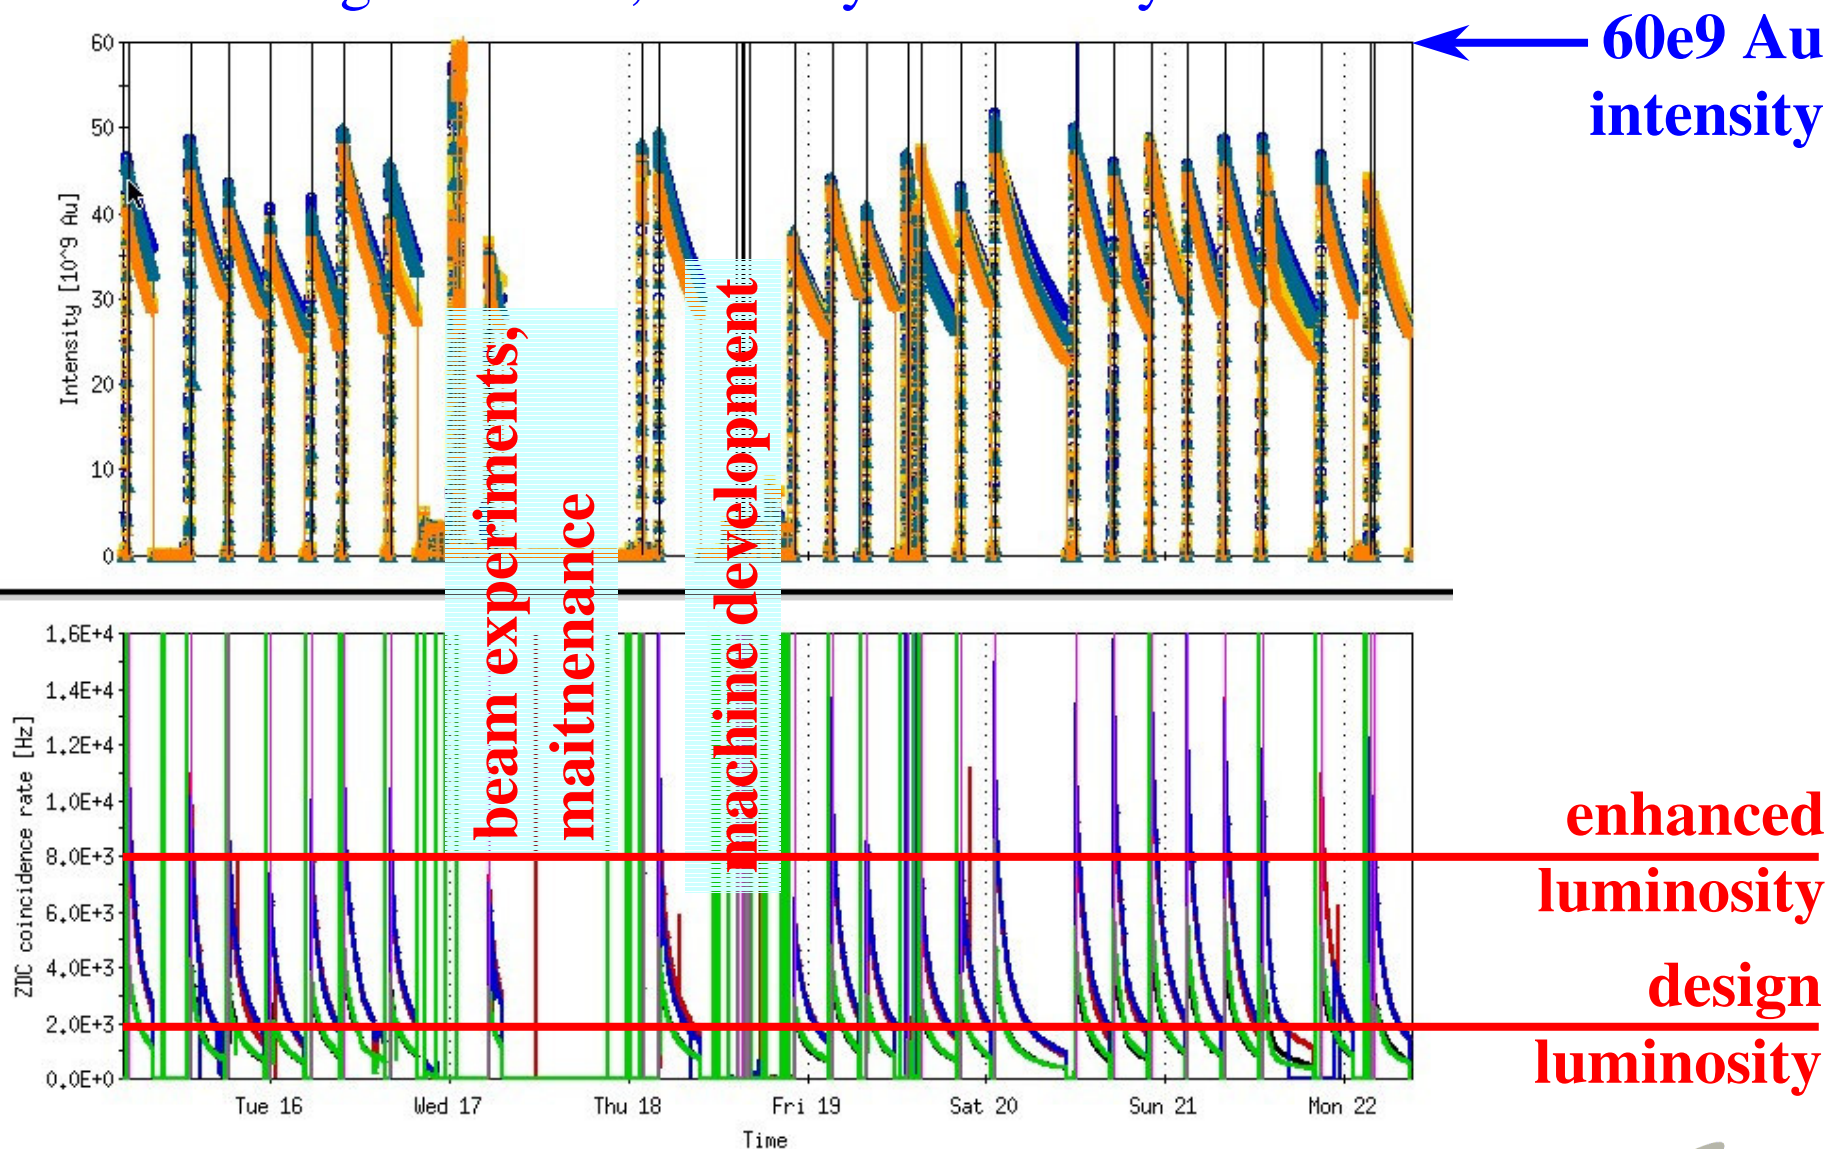 60
50
40
30
20
10
0
Intensity [10^9 Au]
60e9 Au
intensity
beam experiments,
maitnenance
machine development
1.6E+4
1.4E+4
1.2E+4
1.0E+4
8.0E+3
6.0E+3
4.0E+3
2.0E+3
0.0E+0
ZDC coincidence rate [Hz]
enhanced
luminosity
design
luminosity
Tue 16 Wed 17 Thu 18 Fri 19 Sat 20 Sun 21 Mon 22
Time